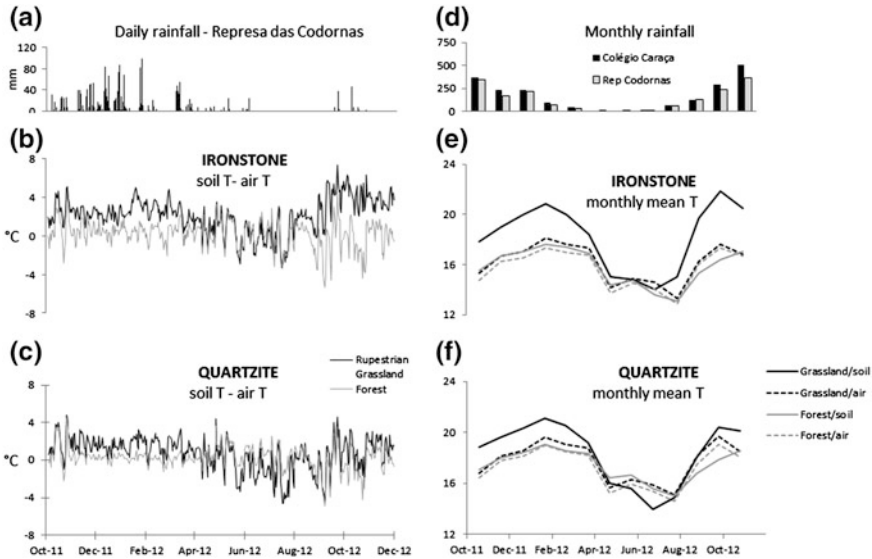 (a)
Daily rainfall - Represa das Codornas
mm
120
80
40
0
(b)
IRONSTONE
soil T- air T
°C
8
4
0
-4
-8
(c)
QUARTZITE
soil T - air T
Rupestrian
Grassland
Forest
°C
8
4
0
-4
-8
Oct-11 Dec-11 Feb-12 Apr-12 Jun-12 Aug-12 Oct-12 Dec-12
(d)
Monthly rainfall
750
500
250
0
Colégio Caraça
Rep Codornas
(e)
IRONSTONE
monthly mean T
24
20
16
12
(f)
QUARTZITE
monthly mean T
24
20
16
12
Oct-11 Dec-11 Feb-12 Apr-12 Jun-12 Aug-12 Oct-12
Grassland/soil
Grassland/air
Forest/soil
Forest/air